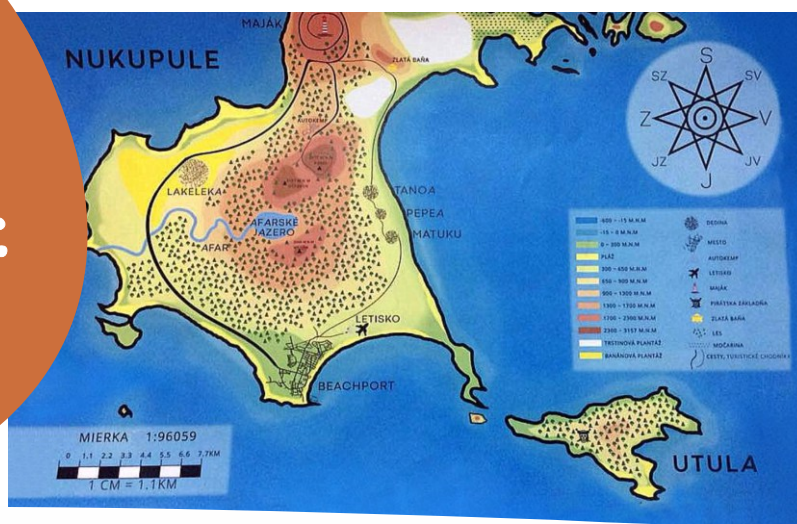 MAJÁK
NUKUPULE
ZLATÁ BAŇA
AUTOKEMP
LAKELEKA
TANOA
PEPEA
MATUKU
AFARSKÉ
JAZERO
AFAR
LETISKO
BEACHPORT
UTULA
S
SZ
SV
Z
V
JZ
JV
J
-600 – -15 M.N.M
-15 – 0 M.N.M
0 – 300 M.N.M
PLÁŽ
300 – 650 M.N.M
650 – 900 M.N.M
900 – 1300 M.N.M
1300 – 1700 M.N.M
1700 – 2300 M.N.M
2300 – 3157 M.N.M
TRSTINOVÁ PLANTÁŽ
BANÁNOVÁ PLANTÁŽ
DEDINA
MESTO
AUTOKEMP
LETISKO
MAJÁK
PIRÁTSKA ZÁKLADŇA
ZLATÁ BAŇA
LES
MOČARINA
CESTY, TURISTICKÉ CHODNÍKY
MIERKA 1:96059
0 1.1 2.2 3.3 4.4 5.5 6.6 7.7KM
1 CM = 1.1KM